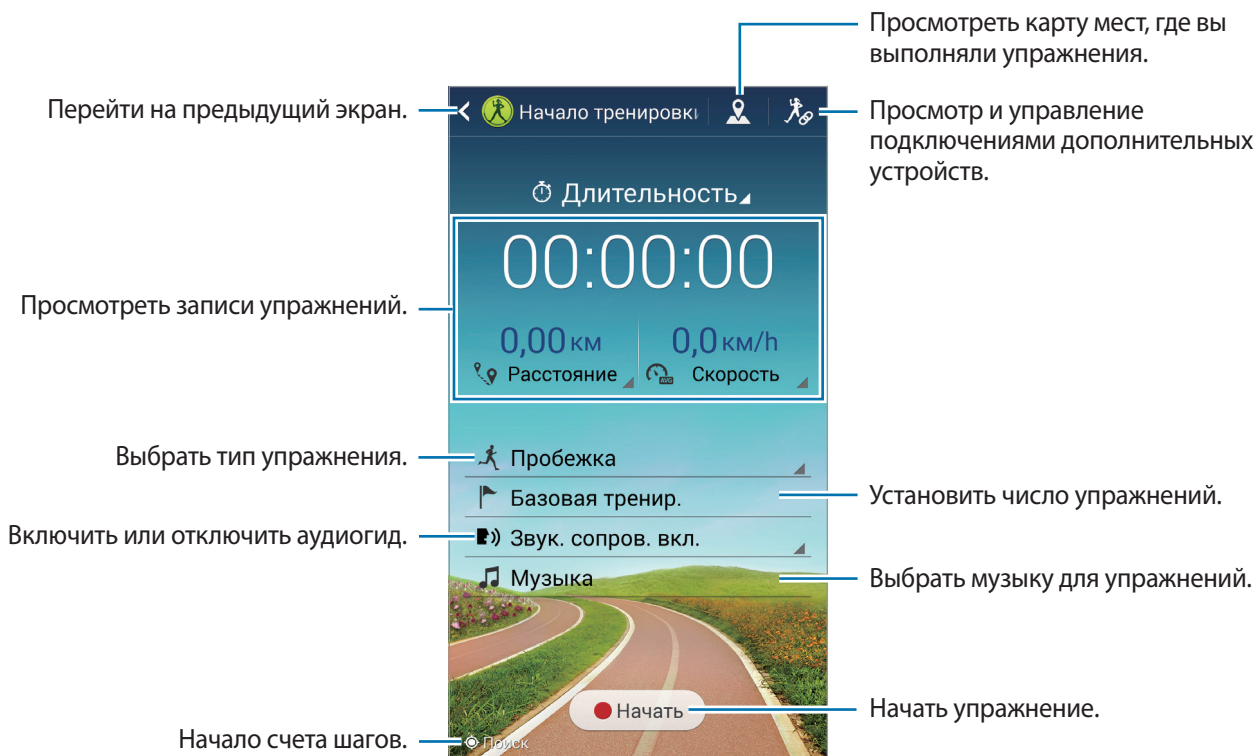 Просмотреть карту мест, где вы
выполняли упражнения.
Перейти на предыдущий экран.
Начало тренировки
Просмотр и управление
подключениями дополнительных
устройств.
Длительность
00:00:00
Просмотреть записи упражнений.
0,00 км
0,0 км/h
Расстояние
AVG
Скорость
Выбрать тип упражнения.
Пробежка
Базовая тренир.
Установить число упражнений.
Включить или отключить аудиогид.
Звук. сопров. вкл.
Музыка
Выбрать музыку для упражнений.
Начать
Начать упражнение.
Начало счета шагов.
Поиск